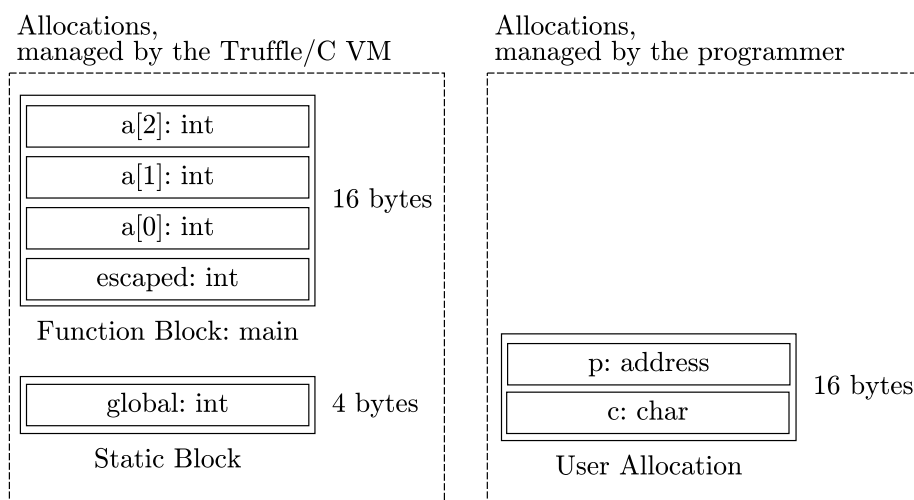 Allocations,
managed by the Truffle/C VM
a[2]: int
a[1]: int
16 bytes
a[0]: int
escaped: int
Function Block: main
global: int
4 bytes
Static Block
Allocations,
managed by the programmer
p: address
16 bytes
c: char
User Allocation